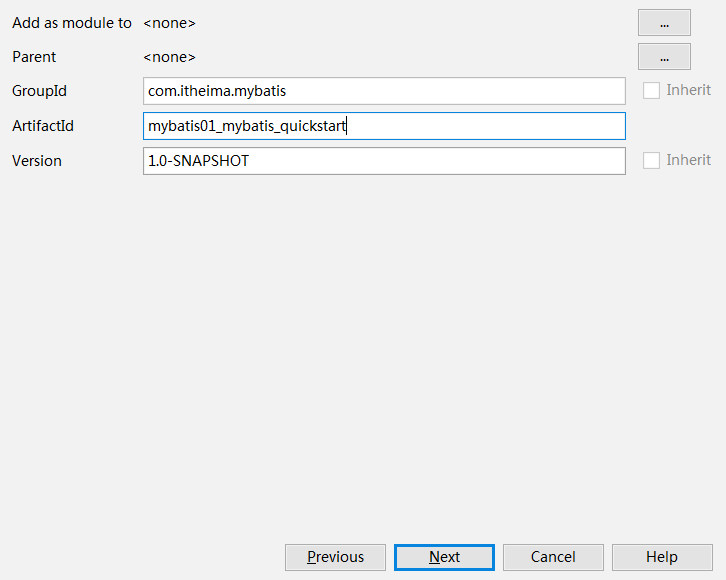 Add as module to <none> ...
Parent <none> ...
GroupId com.itheima.mybatis Inherit
ArtifactId mybatis01_mybatis_quickstart
Version 1.0-SNAPSHOT Inherit
Previous Next Cancel Help